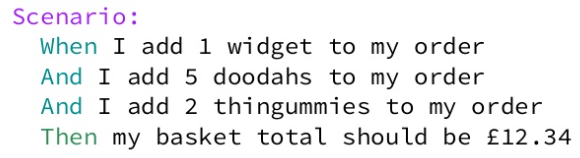 Scenario:
When I add 1 widget to my order
And I add 5 doodahs to my order
And I add 2 thingummies to my order
Then my basket total should be £12.34